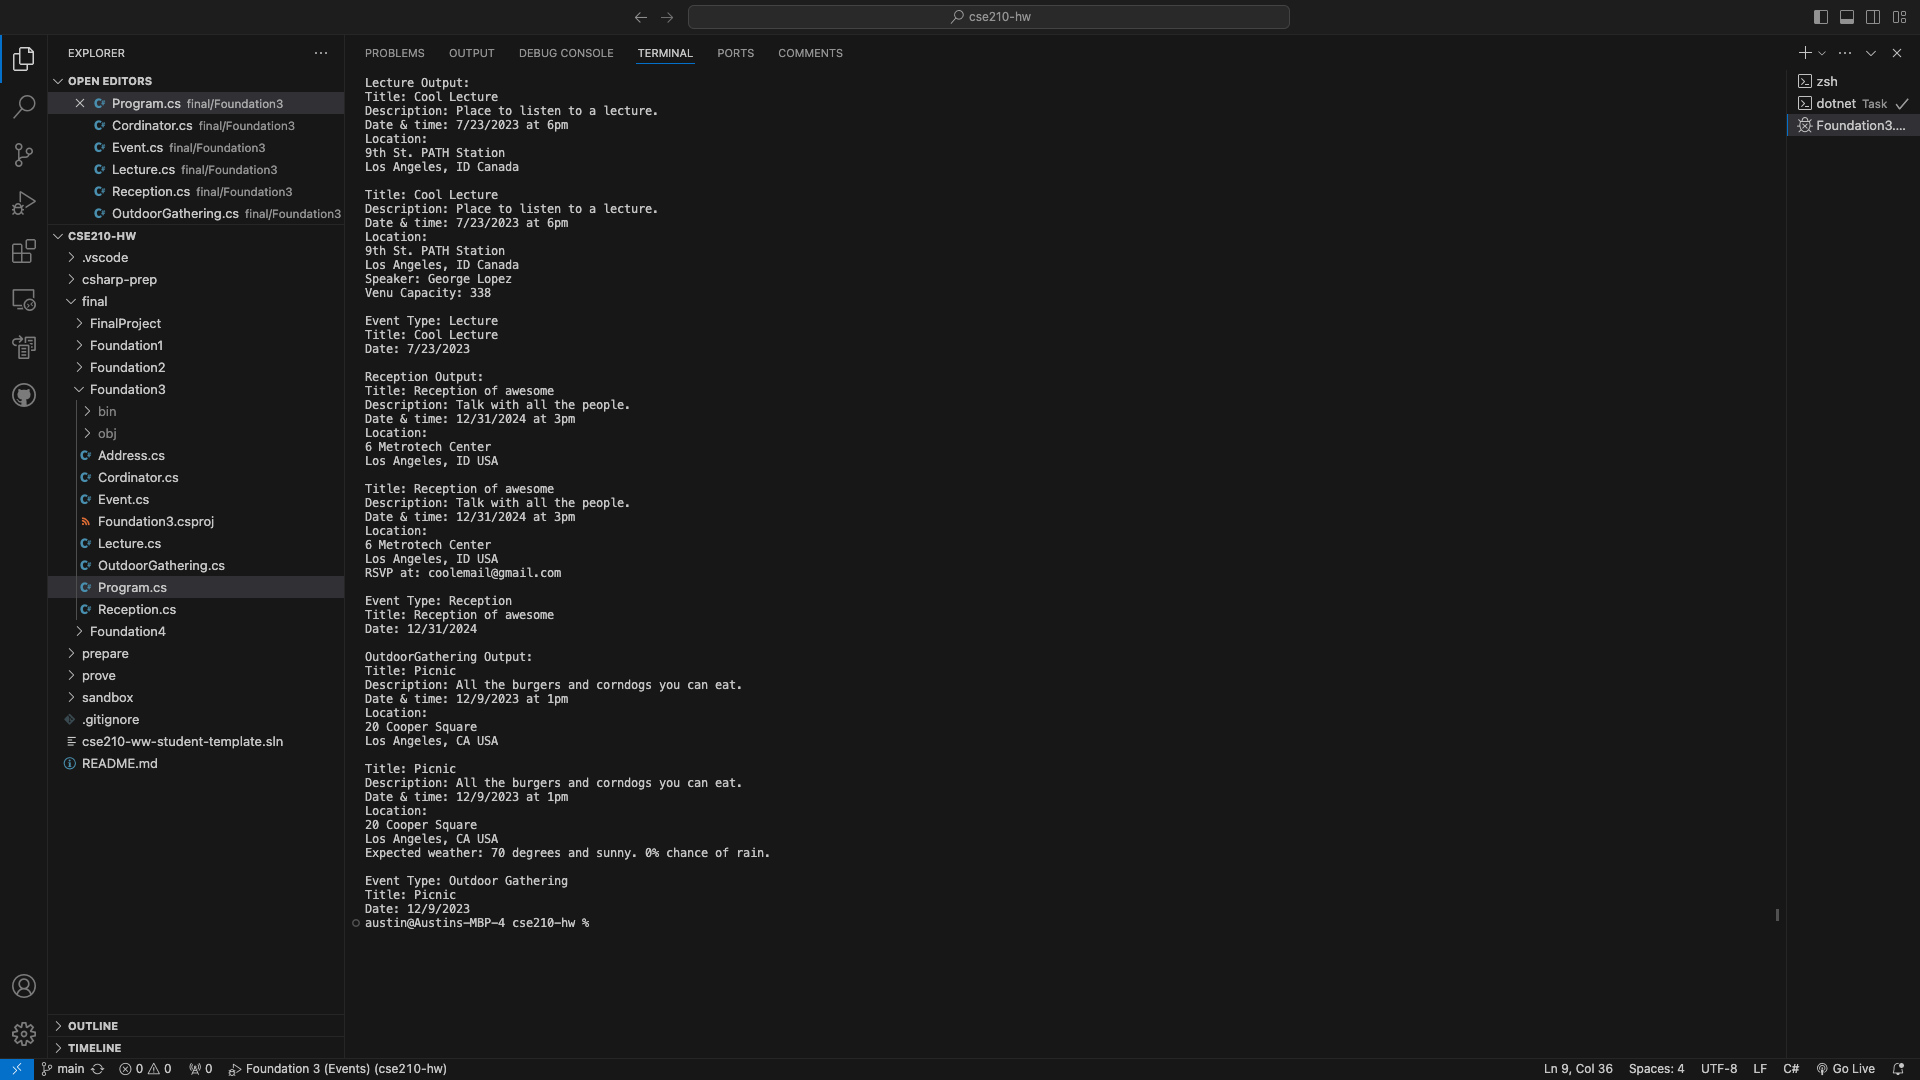 cse210-hw
EXPLORER
OPEN EDITORS
Program.cs final/Foundation3
Cordinator.cs final/Foundation3
Event.cs final/Foundation3
Lecture.cs final/Foundation3
Reception.cs final/Foundation3
OutdoorGathering.cs final/Foundation3
CSE210-HW
.vscode
csharp-prep
final
FinalProject
Foundation1
Foundation2
Foundation3
bin
obj
Address.cs
Cordinator.cs
Event.cs
Foundation3.csproj
Lecture.cs
OutdoorGathering.cs
Program.cs
Reception.cs
Foundation4
prepare
prove
sandbox
.gitignore
cse210-ww-student-template.sln
README.md
OUTLINE
TIMELINE
PROBLEMS OUTPUT DEBUG CONSOLE TERMINAL PORTS COMMENTS
Lecture Output:
Title: Cool Lecture
Description: Place to listen to a lecture.
Date & time: 7/23/2023 at 6pm
Location:
9th St. PATH Station
Los Angeles, ID Canada
Title: Cool Lecture
Description: Place to listen to a lecture.
Date & time: 7/23/2023 at 6pm
Location:
9th St. PATH Station
Los Angeles, ID Canada
Speaker: George Lopez
Venu Capacity: 338
Event Type: Lecture
Title: Cool Lecture
Date: 7/23/2023
Reception Output:
Title: Reception of awesome
Description: Talk with all the people.
Date & time: 12/31/2024 at 3pm
Location:
6 Metrotech Center
Los Angeles, ID USA
Title: Reception of awesome
Description: Talk with all the people.
Date & time: 12/31/2024 at 3pm
Location:
6 Metrotech Center
Los Angeles, ID USA
RSVP at: coolemail@gmail.com
Event Type: Reception
Title: Reception of awesome
Date: 12/31/2024
OutdoorGathering Output:
Title: Picnic
Description: All the burgers and corndogs you can eat.
Date & time: 12/9/2023 at 1pm
Location:
20 Cooper Square
Los Angeles, CA USA
Title: Picnic
Description: All the burgers and corndogs you can eat.
Date & time: 12/9/2023 at 1pm
Location:
20 Cooper Square
Los Angeles, CA USA
Expected weather: 70 degrees and sunny. 0% chance of rain.
Event Type: Outdoor Gathering
Title: Picnic
Date: 12/9/2023
austin@Austins-MBP-4 cse210-hw %
zsh
dotnet Task
Foundation3....
main 0 0 0 Foundation 3 (Events) (cse210-hw) Ln 9, Col 36 Spaces: 4 UTF-8 LF C# Go Live